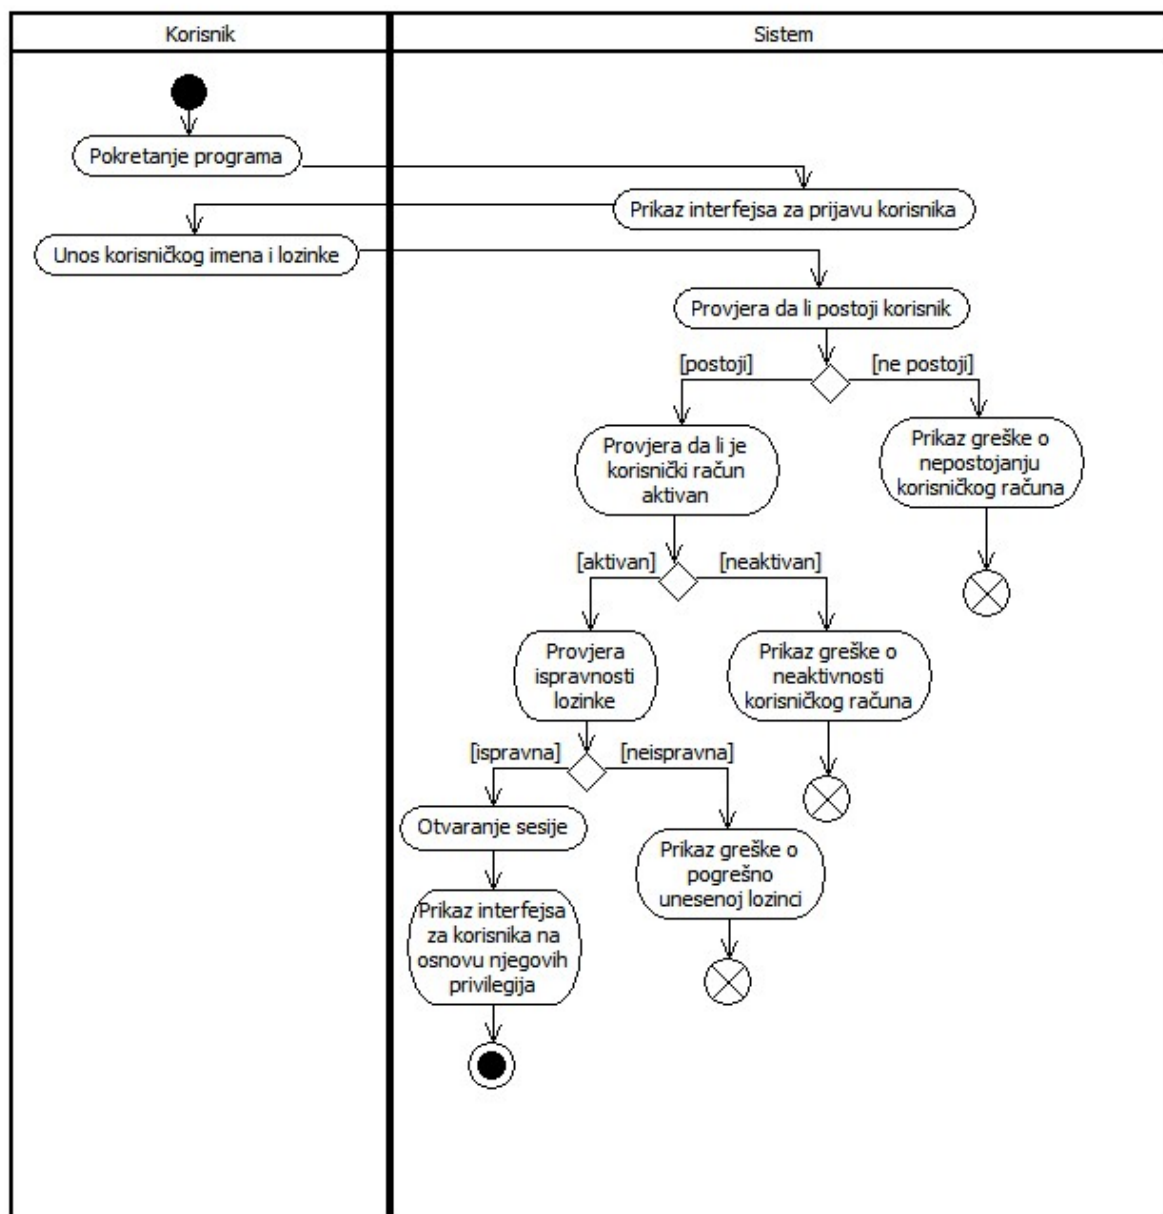 Korisnik
Sistem
Pokretanje programa
Prikaz interfejsa za prijavu korisnika
Unos korisničkog imena i lozinke
Provjera da li postoji korisnik
[postoji]
[ne postoji]
Provjera da li je
korisnički račun
aktivan
Prikaz greške o
nepostojanju
korisničkog računa
[aktivan]
[neaktivan]
Provjera
ispravnosti
lozinke
Prikaz greške o
neaktivnosti
korisničkog računa
[ispravna]
[neispravna]
Otvaranje sesije
Prikaz greške o
pogrešno
unesenoj lozinci
Prikaz interfejsa
za korisnika na
osnovu njegovih
privilegija